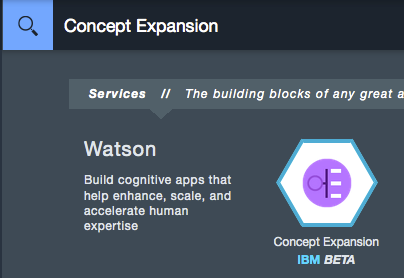 Concept Expansion
Services // The building blocks of any great a
Watson
Build cognitive apps that
help enhance, scale, and
accelerate human
expertise
Concept Expansion
IBM BETA